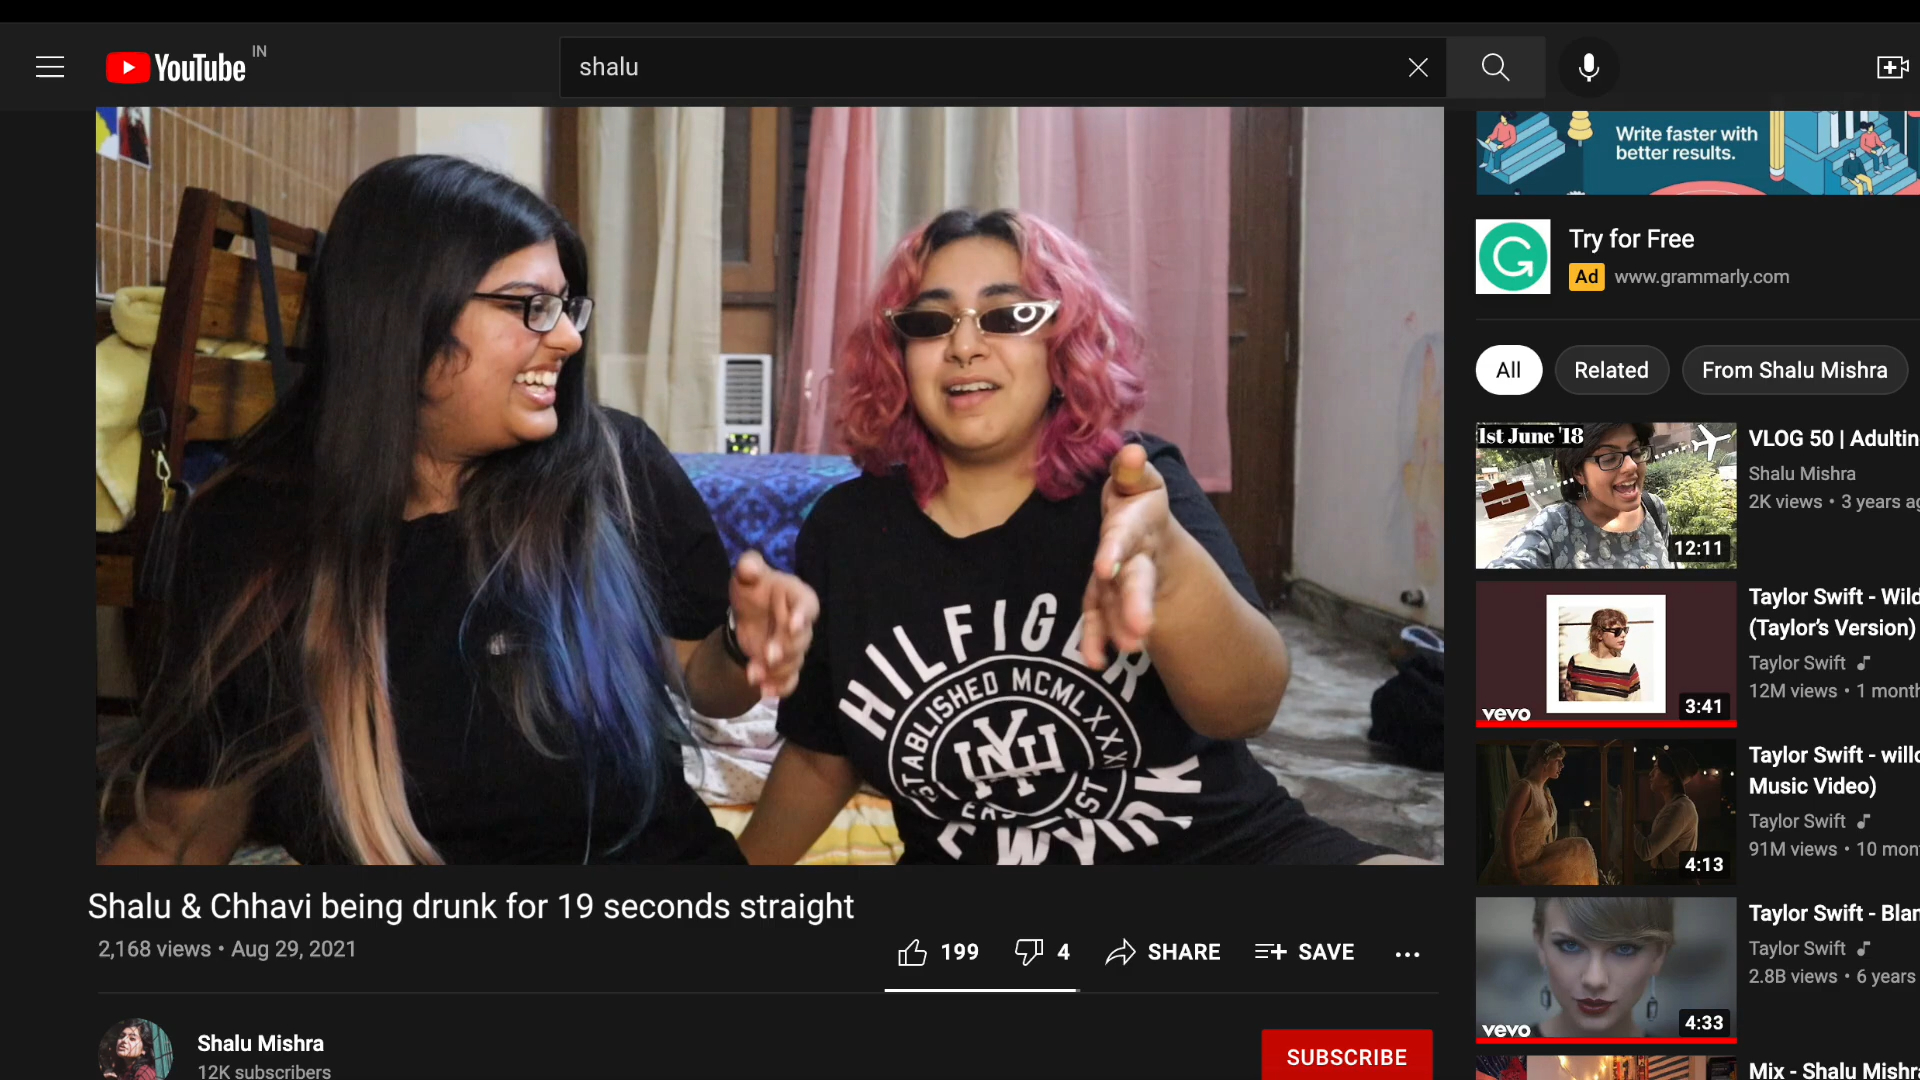 YouTube IN
shalu
Write faster with
better results.
Try for Free
Ad www.grammarly.com
All
Related
From Shalu Mishra
HILFIGER
ESTABLISHED MCMLXXXV
NY
1st June '18
12:11
VLOG 50 | Adultin
Shalu Mishra
2K views • 3 years ag
vevo
3:41
Taylor Swift - Wild
(Taylor's Version)
Taylor Swift
12M views • 1 month
4:13
Taylor Swift - willo
Music Video)
Taylor Swift
91M views • 10 mon
vevo
4:33
Taylor Swift - Blan
Taylor Swift
2.8B views • 6 years
Mix - Shalu Mishra
Shalu & Chhavi being drunk for 19 seconds straight
2,168 views • Aug 29, 2021
199
4
SHARE
SAVE
Shalu Mishra
12K subscribers
SUBSCRIBE